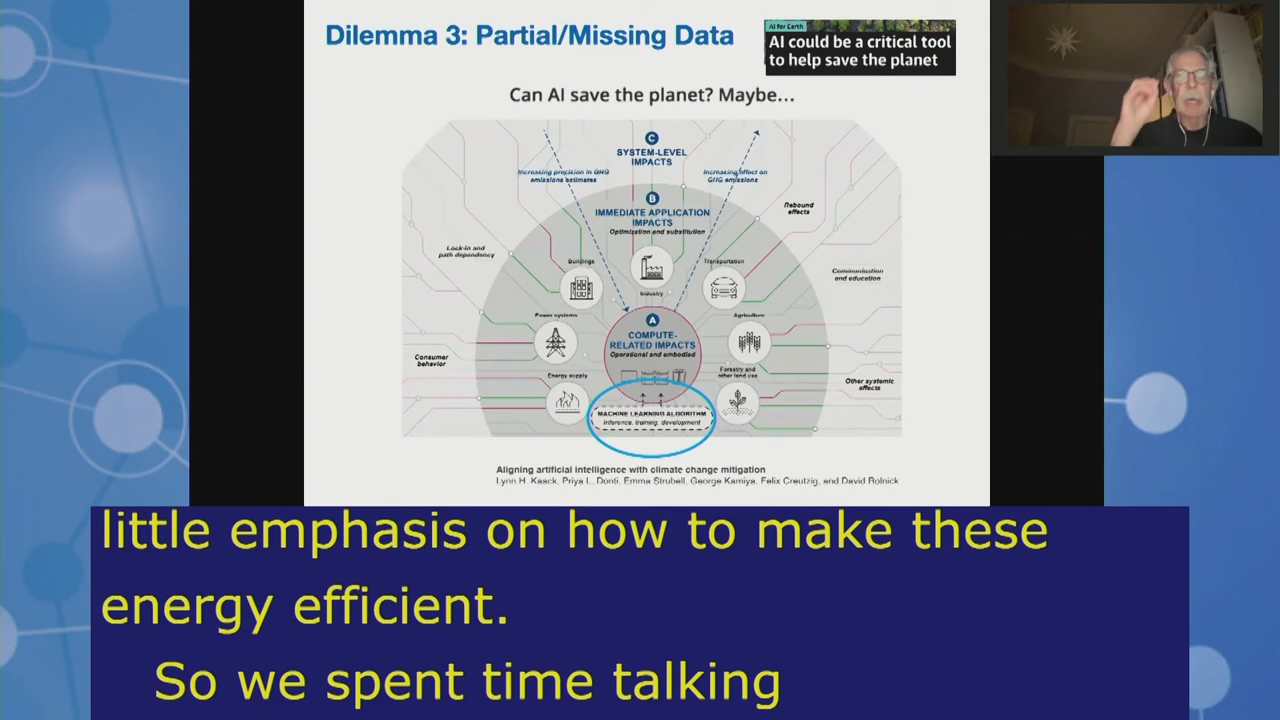 Dilemma 3: Partial/Missing Data
AI for Earth
AI could be a critical tool
to help save the planet
Can AI save the planet? Maybe...
C
SYSTEM-LEVEL
IMPACTS
Increasing precision in GHG
emissions estimates
Increasing effect on
GHG emissions
B
IMMEDIATE APPLICATION
IMPACTS
Optimization and substitution
Rebound
effects
Lock-in and
path dependency
Buildings
Transportation
Communication
and education
Industry
Power systems
Agriculture
A
COMPUTE-
RELATED IMPACTS
Operational and embodied
Consumer
behavior
Energy supply
Forestry and
other land use
Other systemic
effects
MACHINE LEARNING ALGORITHM
Inference, training, development
Aligning artificial intelligence with climate change mitigation
Lynn H. Kaack, Priya L. Donti, Emma Strubell, George Kamiya, Felix Creutzig, and David Rolnick
little emphasis on how to make these
energy efficient.
So we spent time talking